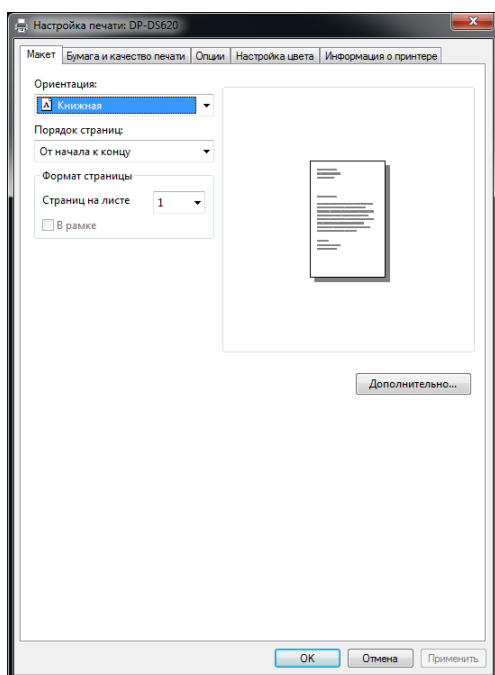 Настройка печати: DP-DS620
Макет Бумага и качество печати Опции Настройка цвета Информация о принтере
Ориентация:
A Книжная
Порядок страниц:
От начала к концу
Формат страницы
Страниц на листе 1
В рамке
Дополнительно...
OK Отмена Применить